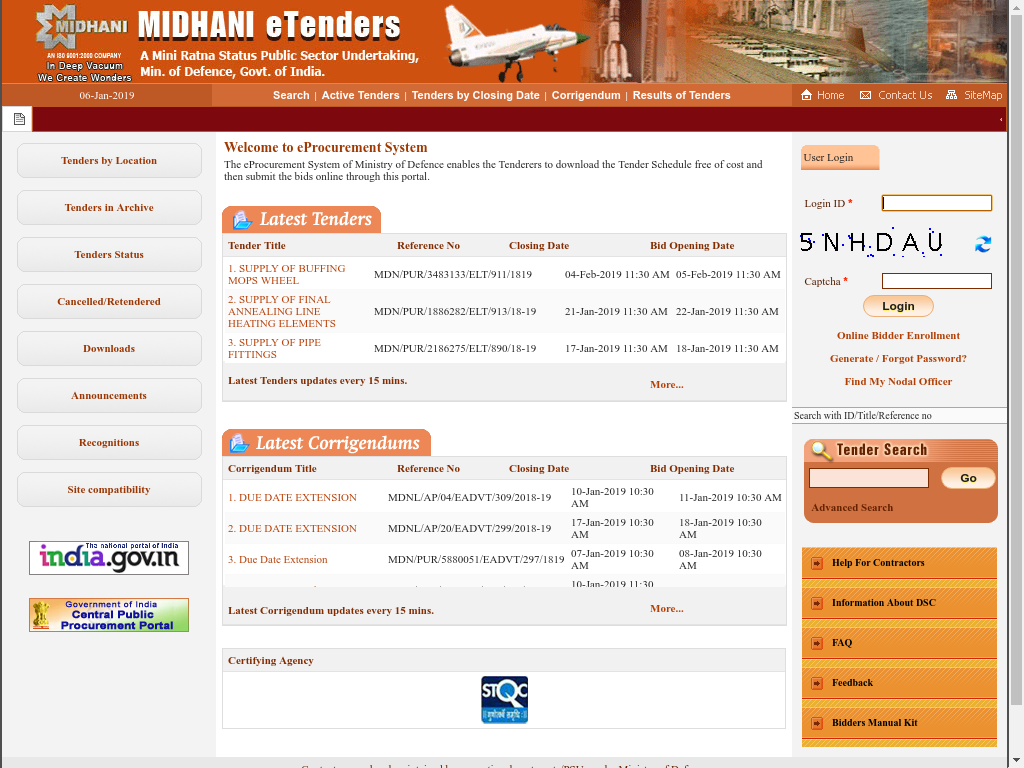 MIDHANI
AN ISO 9001:2000 COMPANY
In Deep Vacuum
We Create Wonders
MIDHANI eTenders
A Mini Ratna Status Public Sector Undertaking,
Min. of Defence, Govt. of India.
06-Jan-2019
Search | Active Tenders | Tenders by Closing Date | Corrigendum | Results of Tenders
Home Contact Us SiteMap
Tenders by Location
Tenders in Archive
Tenders Status
Cancelled/Retendered
Downloads
Announcements
Recognitions
Site compatibility
The national portal of India
india.gov.in
Government of India
Central Public
Procurement Portal
Welcome to eProcurement System
The eProcurement System of Ministry of Defence enables the Tenderers to download the Tender Schedule free of cost and
then submit the bids online through this portal.
Latest Tenders
Tender Title Reference No Closing Date Bid Opening Date
1. SUPPLY OF BUFFING
MOPS WHEEL
MDN/PUR/3483133/ELT/911/1819 04-Feb-2019 11:30 AM 05-Feb-2019 11:30 AM
2. SUPPLY OF FINAL
ANNEALING LINE
HEATING ELEMENTS
MDN/PUR/1886282/ELT/913/18-19 21-Jan-2019 11:30 AM 22-Jan-2019 11:30 AM
3. SUPPLY OF PIPE
FITTINGS
MDN/PUR/2186275/ELT/890/18-19 17-Jan-2019 11:30 AM 18-Jan-2019 11:30 AM
Latest Tenders updates every 15 mins.
More...
Latest Corrigendums
Corrigendum Title Reference No Closing Date Bid Opening Date
1. DUE DATE EXTENSION MDNL/AP/04/EADVT/309/2018-19 10-Jan-2019 10:30
AM
11-Jan-2019 10:30 AM
2. DUE DATE EXTENSION MDNL/AP/20/EADVT/299/2018-19 17-Jan-2019 10:30
AM
18-Jan-2019 10:30
AM
3. Due Date Extension MDN/PUR/5880051/EADVT/297/1819 07-Jan-2019 10:30
AM
08-Jan-2019 10:30
AM
10-Jan-2019 11:30
Latest Corrigendum updates every 15 mins.
More...
Certifying Agency
STQC
User Login
Login ID *
5NHDAU
Captcha *
Login
Online Bidder Enrollment
Generate / Forgot Password?
Find My Nodal Officer
Search with ID/Title/Reference no
Tender Search
Go
Advanced Search
Help For Contractors
Information About DSC
FAQ
Feedback
Bidders Manual Kit